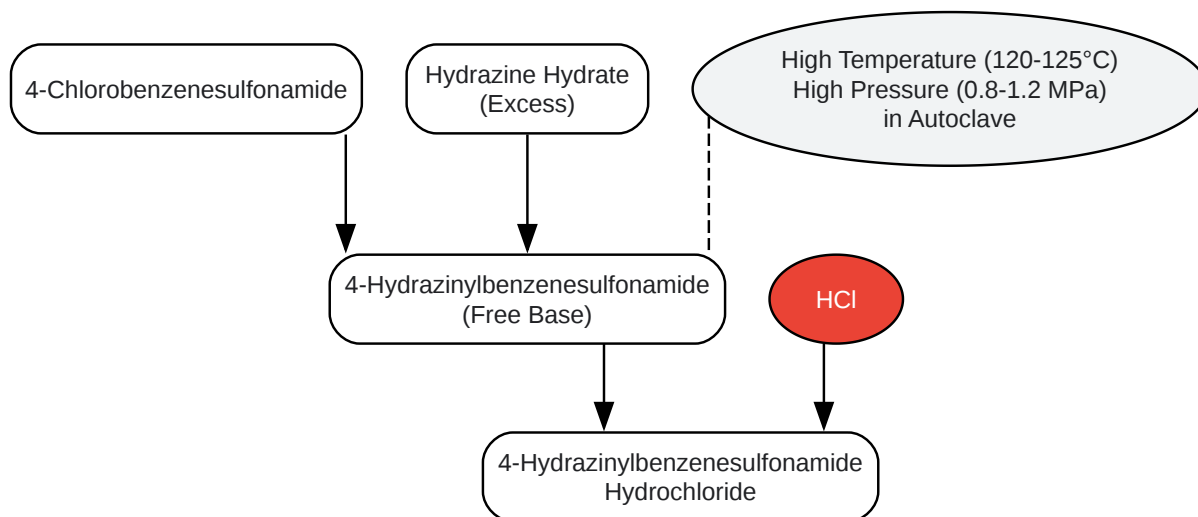 4-Chlorobenzenesulfonamide
Hydrazine Hydrate
(Excess)
High Temperature (120-125°C)
High Pressure (0.8-1.2 MPa)
in Autoclave
4-Hydrazinylbenzenesulfonamide
(Free Base)
HCl
4-Hydrazinylbenzenesulfonamide
Hydrochloride